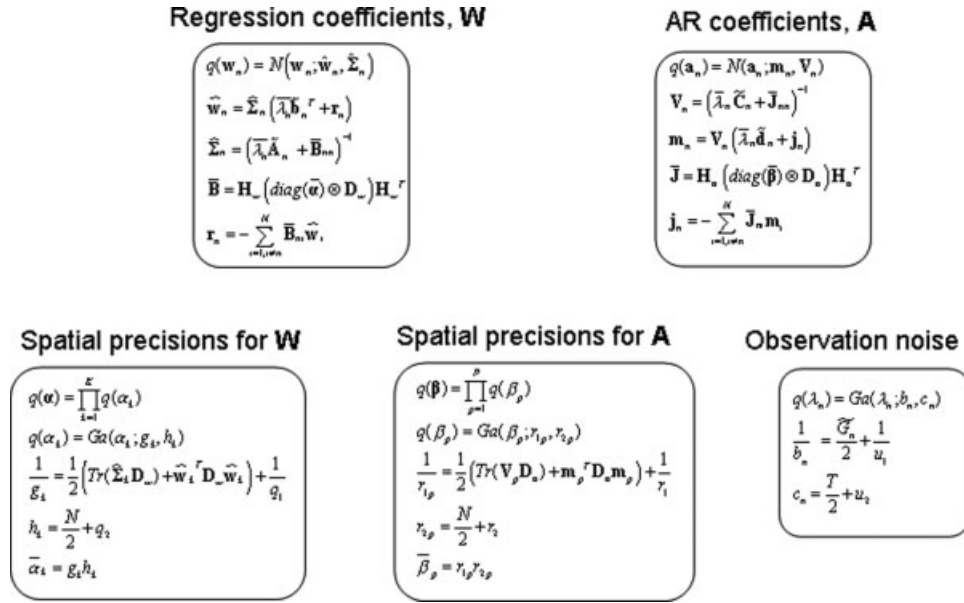 Regression coefficients, W
q(w_n) = N(w_n; ŵ_n, Σ̂_n)
ŵ_n = Σ̂_n (λ̄_n b̃_n^T + r_n)
Σ̂_n = (λ̄_n Ã_n + B̄_nn)^-1
B̄ = H_w (diag(ᾱ) ⊗ D_w) H_w^T
r_n = - ∑_{i=1,i≠n}^N B̄_ni ŵ_i
AR coefficients, A
q(a_n) = N(a_n; m_n, V_n)
V_n = (λ̄_n C̃_n + J̄_nn)^-1
m_n = V_n (λ̄_n d̃_n + j_n)
J̄ = H_a (diag(β̄) ⊗ D_a) H_a^T
j_n = - ∑_{i=1,i≠n}^N J̄_n m_i
Spatial precisions for W
q(α) = ∏_{k=1}^K q(α_k)
q(α_k) = Ga(α_k; g_k, h_k)
1/g_k = 1/2 (Tr(Σ̂_k D_w) + ŵ_k^T D_w ŵ_k) + 1/q_1
h_k = N/2 + q_2
ᾱ_k = g_k h_k
Spatial precisions for A
q(β) = ∏_{p=1}^P q(β_p)
q(β_p) = Ga(β_p; r_1p, r_2p)
1/r_1p = 1/2 (Tr(V_p D_a) + m_p^T D_a m_p) + 1/r_1
r_2p = N/2 + r_2
β̄_p = r_1p r_2p
Observation noise
q(λ_n) = Ga(λ_n; b_n, c_n)
1/b_n = G̃_n/2 + 1/u_1
c_n = T/2 + u_2